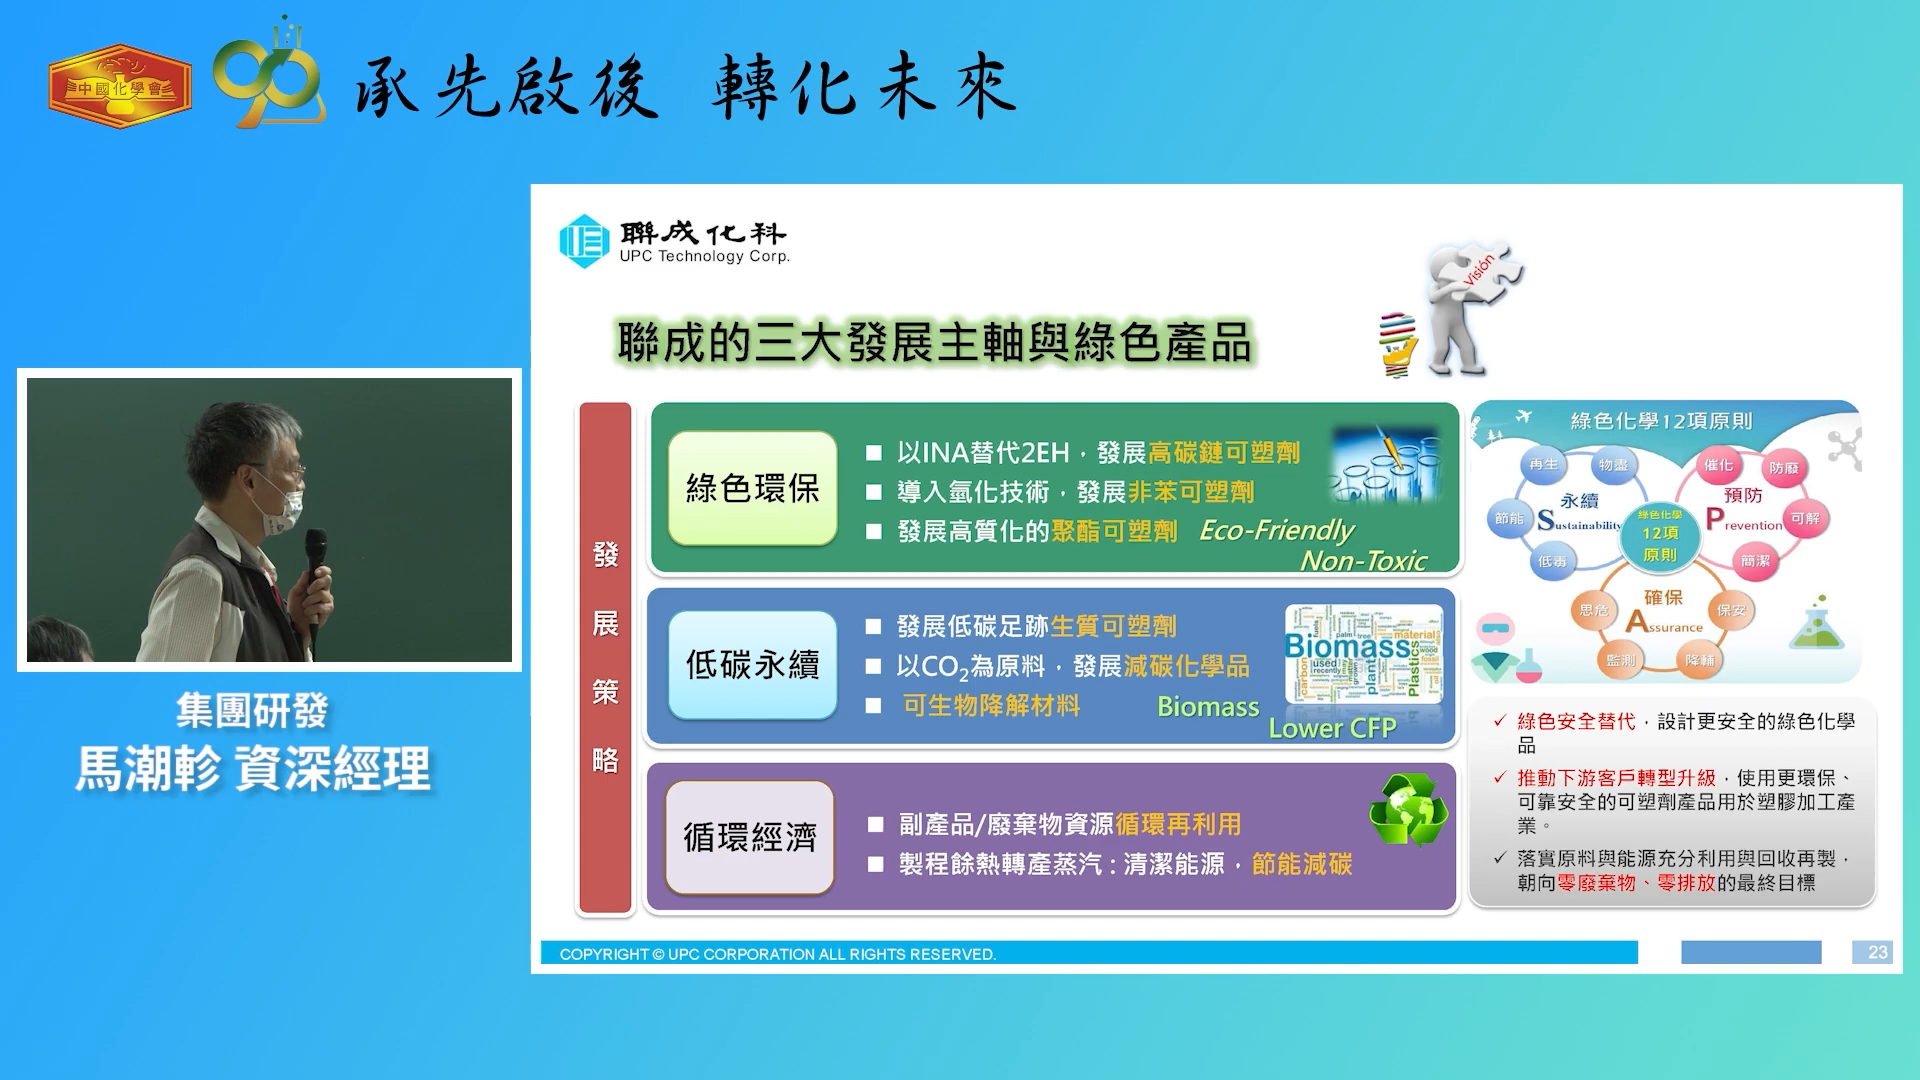 中國化學會
90
承先啟後 轉化未來
聯成化科
UPC Technology Corp.
Visión
聯成的三大發展主軸與綠色產品
發展策略
綠色環保
以INA替代2EH，發展高碳鏈可塑劑
導入氫化技術，發展非苯可塑劑
發展高質化的聚酯可塑劑 Eco-Friendly
Non-Toxic
低碳永續
發展低碳足跡生質可塑劑
以CO₂為原料，發展減碳化學品
可生物降解材料
Biomass
Lower CFP
Biomass
material
Plastics
plant
used
recently
carbon
palm
wood
fossil
循環經濟
副產品/廢棄物資源循環再利用
製程餘熱轉產蒸汽：清潔能源，節能減碳
綠色化學12項原則
再生
物盡
節能
低毒
永續
Sustainability
綠色化學
12項
原則
催化
防廢
可解
簡潔
預防
Prevention
確保
Assurance
思危
保安
監測
降輔
✓ 綠色安全替代，設計更安全的綠色化學
品
✓ 推動下游客戶轉型升級，使用更環保、
可靠安全的可塑劑產品用於塑膠加工產
業。
✓ 落實原料與能源充分利用與回收再製，
朝向零廢棄物、零排放的最終目標
集團研發
馬潮軫 資深經理
COPYRIGHT © UPC CORPORATION ALL RIGHTS RESERVED.
23